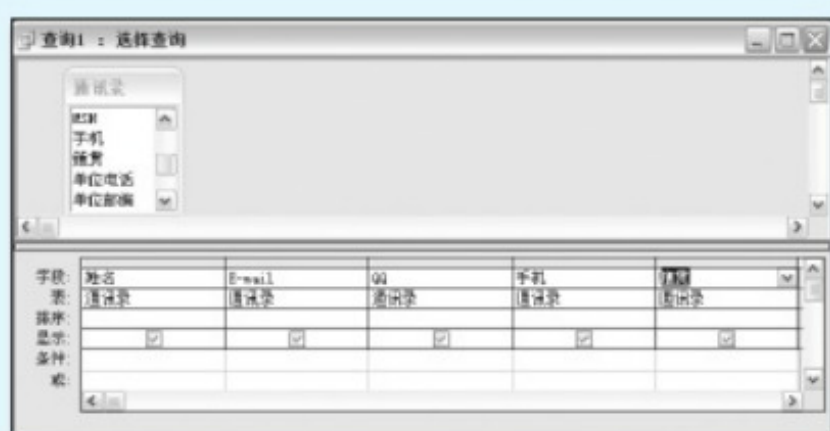 查询1 : 选择查询
通讯录
MSN
手机
籍贯
单位电话
单位邮编
字段: 姓名 E-mail QQ 手机 籍贯
表: 通讯录 通讯录 通讯录 通讯录 通讯录
排序:
显示:
条件:
或: